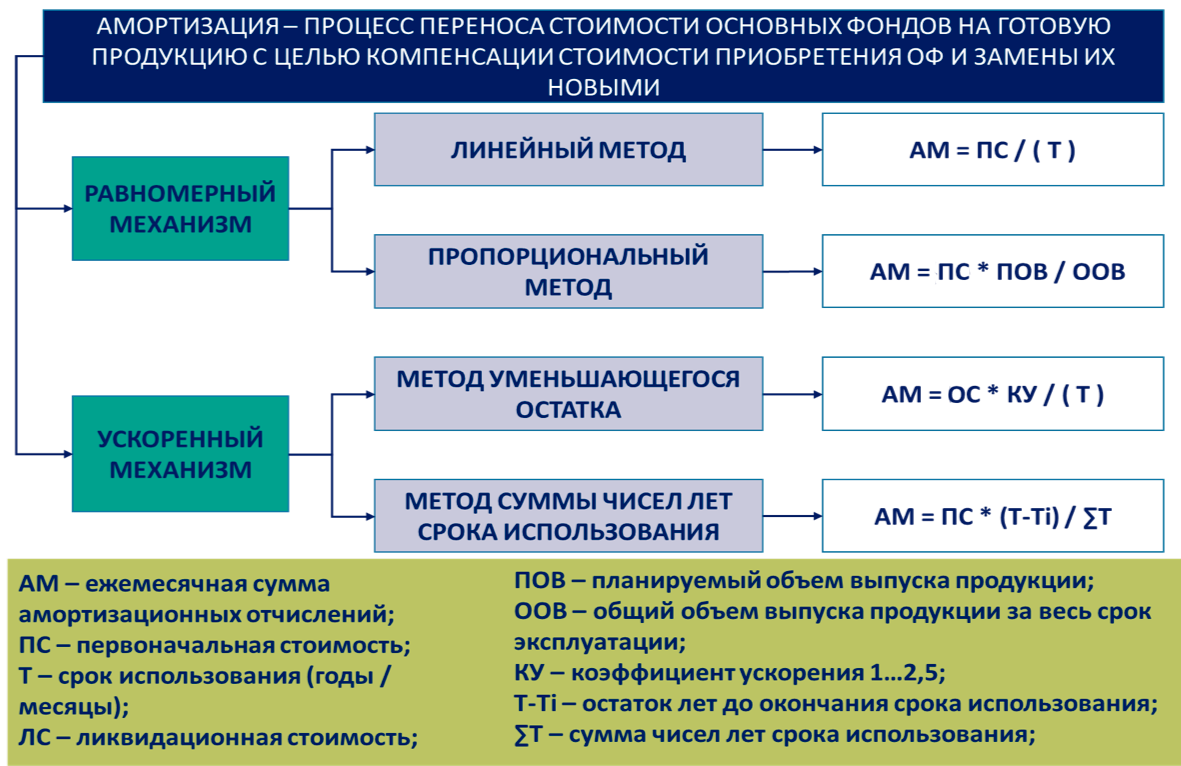 АМОРТИЗАЦИЯ – ПРОЦЕСС ПЕРЕНОСА СТОИМОСТИ ОСНОВНЫХ ФОНДОВ НА ГОТОВУЮ
ПРОДУКЦИЮ С ЦЕЛЬЮ КОМПЕНСАЦИИ СТОИМОСТИ ПРИОБРЕТЕНИЯ ОФ И ЗАМЕНЫ ИХ
НОВЫМИ
РАВНОМЕРНЫЙ
МЕХАНИЗМ
ЛИНЕЙНЫЙ МЕТОД
АМ = ПС / ( Т )
ПРОПОРЦИОНАЛЬНЫЙ
МЕТОД
АМ = ПС * ПОВ / ООВ
УСКОРЕННЫЙ
МЕХАНИЗМ
МЕТОД УМЕНЬШАЮЩЕГОСЯ
ОСТАТКА
АМ = ОС * КУ / ( Т )
МЕТОД СУММЫ ЧИСЕЛ ЛЕТ
СРОКА ИСПОЛЬЗОВАНИЯ
АМ = ПС * (Т-Тi) / ∑Т
АМ – ежемесячная сумма
амортизационных отчислений;
ПС – первоначальная стоимость;
Т – срок использования (годы /
месяцы);
ЛС – ликвидационная стоимость;
ПОВ – планируемый объем выпуска продукции;
ООВ – общий объем выпуска продукции за весь срок
эксплуатации;
КУ – коэффициент ускорения 1...2,5;
Т-Тi – остаток лет до окончания срока использования;
∑Т – сумма чисел лет срока использования;